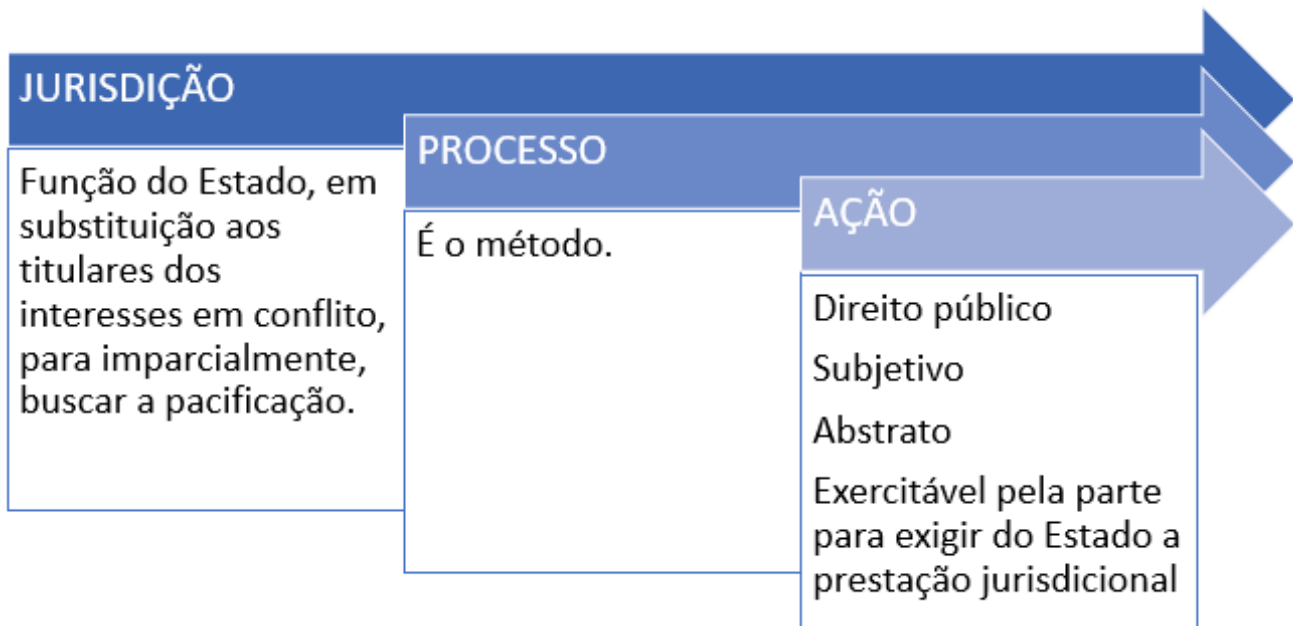 JURISDIÇÃO
Função do Estado, em
substituição aos
titulares dos
interesses em conflito,
para imparcialmente,
buscar a pacificação.
PROCESSO
É o método.
AÇÃO
Direito público
Subjetivo
Abstrato
Exercitável pela parte
para exigir do Estado a
prestação jurisdicional